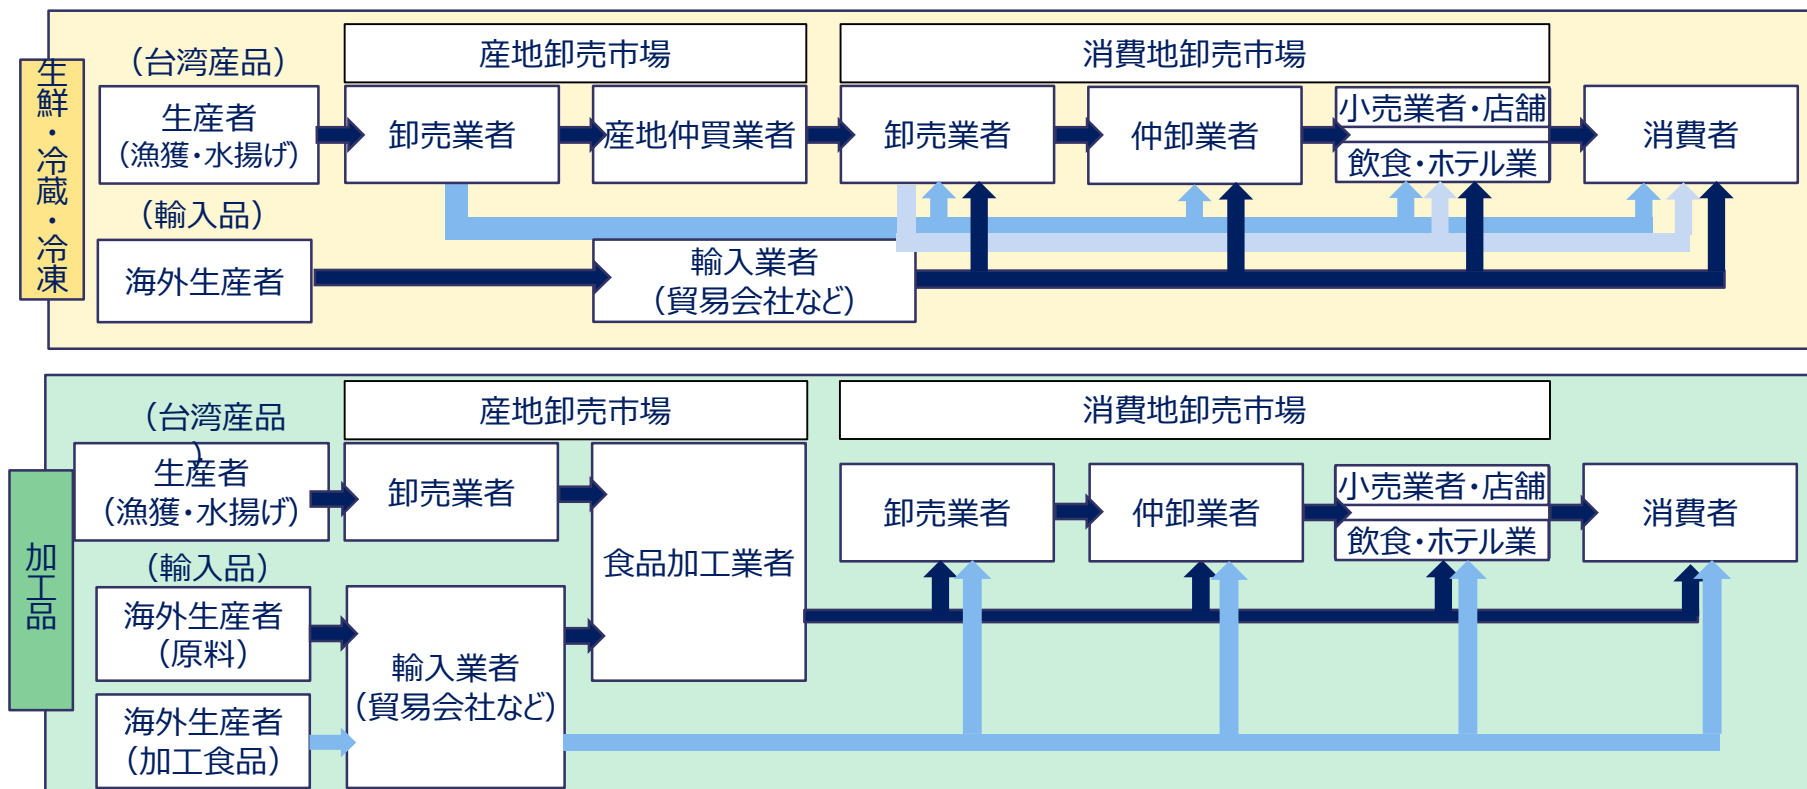 生鮮・冷蔵・冷凍
（台湾産品）
産地卸売市場
消費地卸売市場
生産者
（漁獲・水揚げ）
卸売業者
産地仲買業者
卸売業者
仲卸業者
小売業者・店舗
飲食・ホテル業
消費者
（輸入品）
海外生産者
輸入業者
（貿易会社など）
加工品
（台湾産品
）
産地卸売市場
消費地卸売市場
生産者
（漁獲・水揚げ）
卸売業者
食品加工業者
卸売業者
仲卸業者
小売業者・店舗
飲食・ホテル業
消費者
（輸入品）
海外生産者
（原料）
輸入業者
（貿易会社など）
海外生産者
（加工食品）